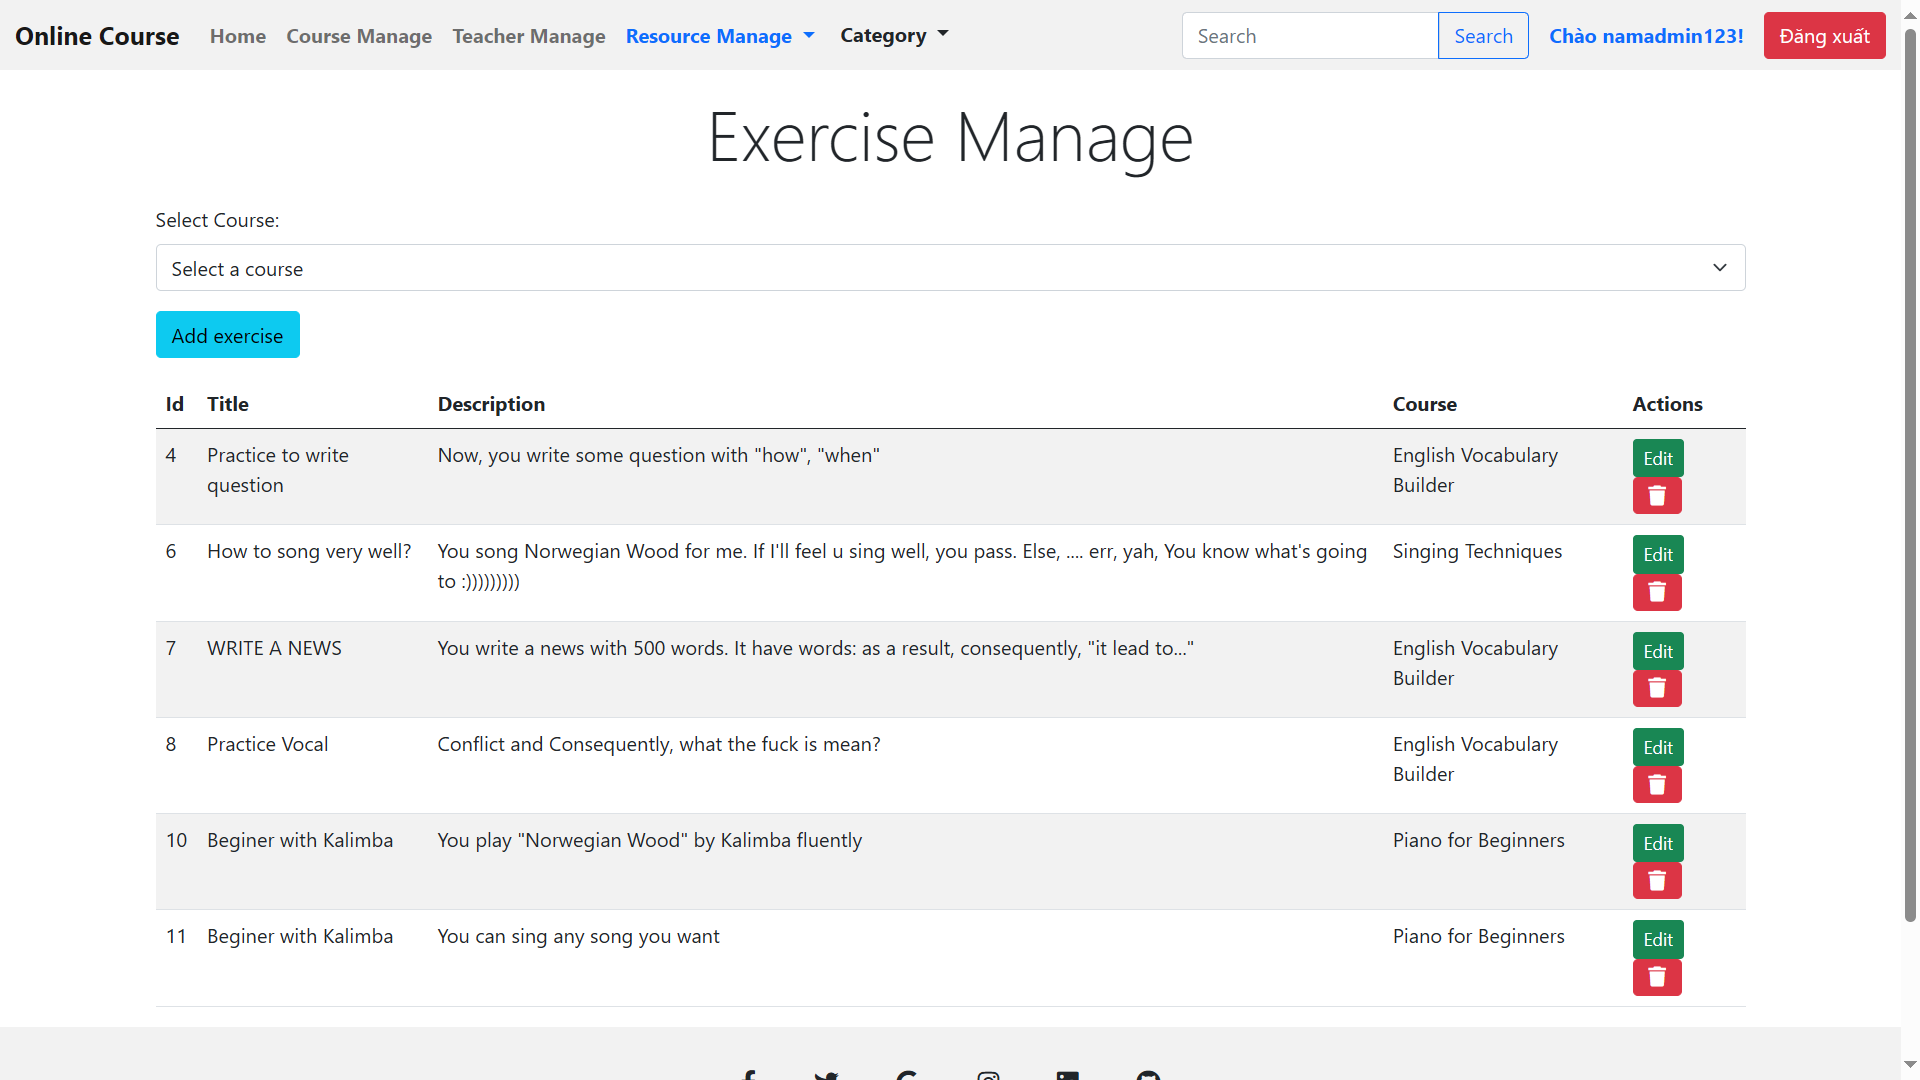 Online Course Home Course Manage Teacher Manage Resource Manage Category Search Search Chào namadmin123! Đăng xuất
Exercise Manage
Select Course:
Select a course
Add exercise
Id Title Description Course Actions
4 Practice to write Now, you write some question with "how", "when" English Vocabulary Edit
question Builder
6 How to song very well? You song Norwegian Wood for me. If I'll feel u sing well, you pass. Else, .... err, yah, You know what's going Singing Techniques Edit
to :)))))))))
7 WRITE A NEWS You write a news with 500 words. It have words: as a result, consequently, "it lead to..." English Vocabulary Edit
Builder
8 Practice Vocal Conflict and Consequently, what the fuck is mean? English Vocabulary Edit
Builder
10 Beginer with Kalimba You play "Norwegian Wood" by Kalimba fluently Piano for Beginners Edit
11 Beginer with Kalimba You can sing any song you want Piano for Beginners Edit